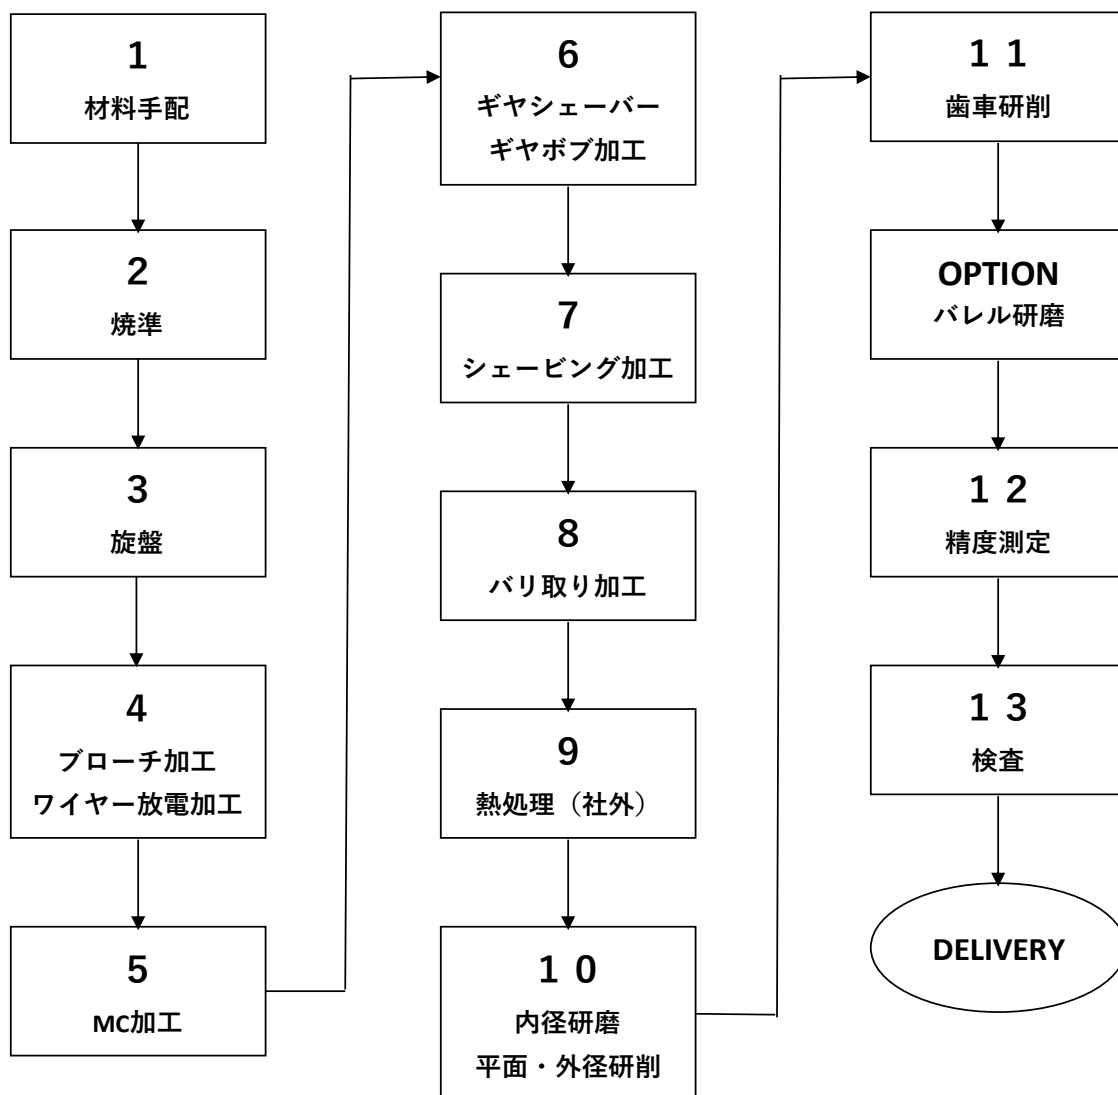 1
材料手配
2
焼準
3
旋盤
4
ブローチ加工
ワイヤー放電加工
5
MC加工
6
ギヤシェーバー
ギヤボブ加工
7
シェービング加工
8
バリ取り加工
9
熱処理（社外）
１０
内径研磨
平面・外径研削
１１
歯車研削
OPTION
バレル研磨
１２
精度測定
１３
検査
DELIVERY